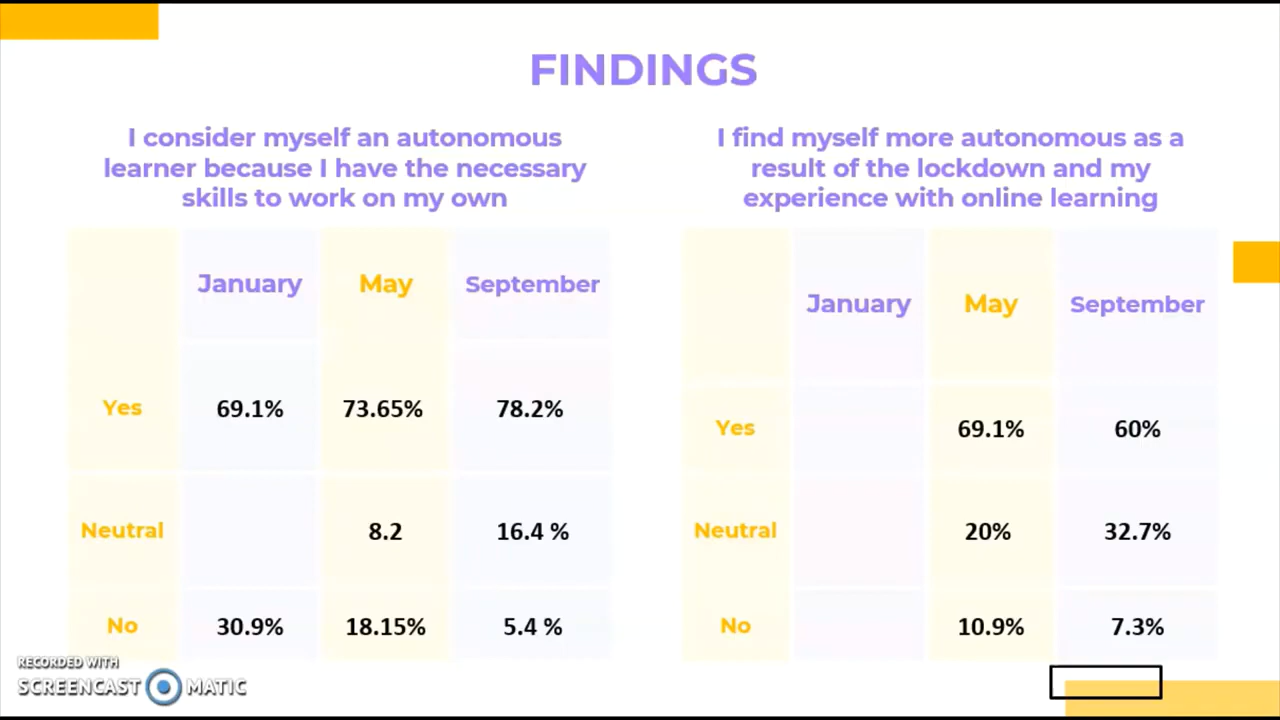 FINDINGS
I consider myself an autonomous
learner because I have the necessary
skills to work on my own
January May September
Yes 69.1% 73.65% 78.2%
Neutral 8.2 16.4 %
No 30.9% 18.15% 5.4 %
I find myself more autonomous as a
result of the lockdown and my
experience with online learning
January May September
Yes 69.1% 60%
Neutral 20% 32.7%
No 10.9% 7.3%
RECORDED WITH
SCREENCAST MATIC